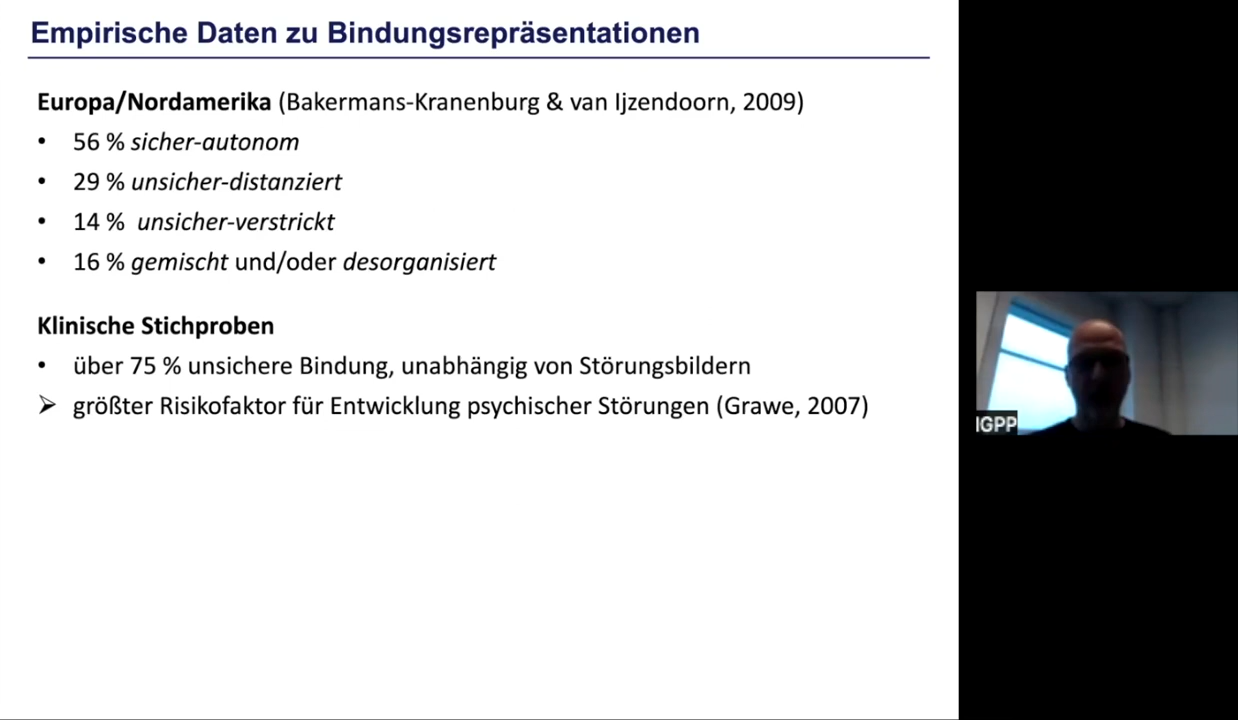 Empirische Daten zu Bindungsrepräsentationen
Europa/Nordamerika (Bakermans-Kranenburg & van Ijzendoorn, 2009)
• 56 % sicher-autonom
• 29 % unsicher-distanziert
• 14 % unsicher-verstrickt
• 16 % gemischt und/oder desorganisiert
Klinische Stichproben
• über 75 % unsichere Bindung, unabhängig von Störungsbildern
➢ größter Risikofaktor für Entwicklung psychischer Störungen (Grawe, 2007)
IGPP